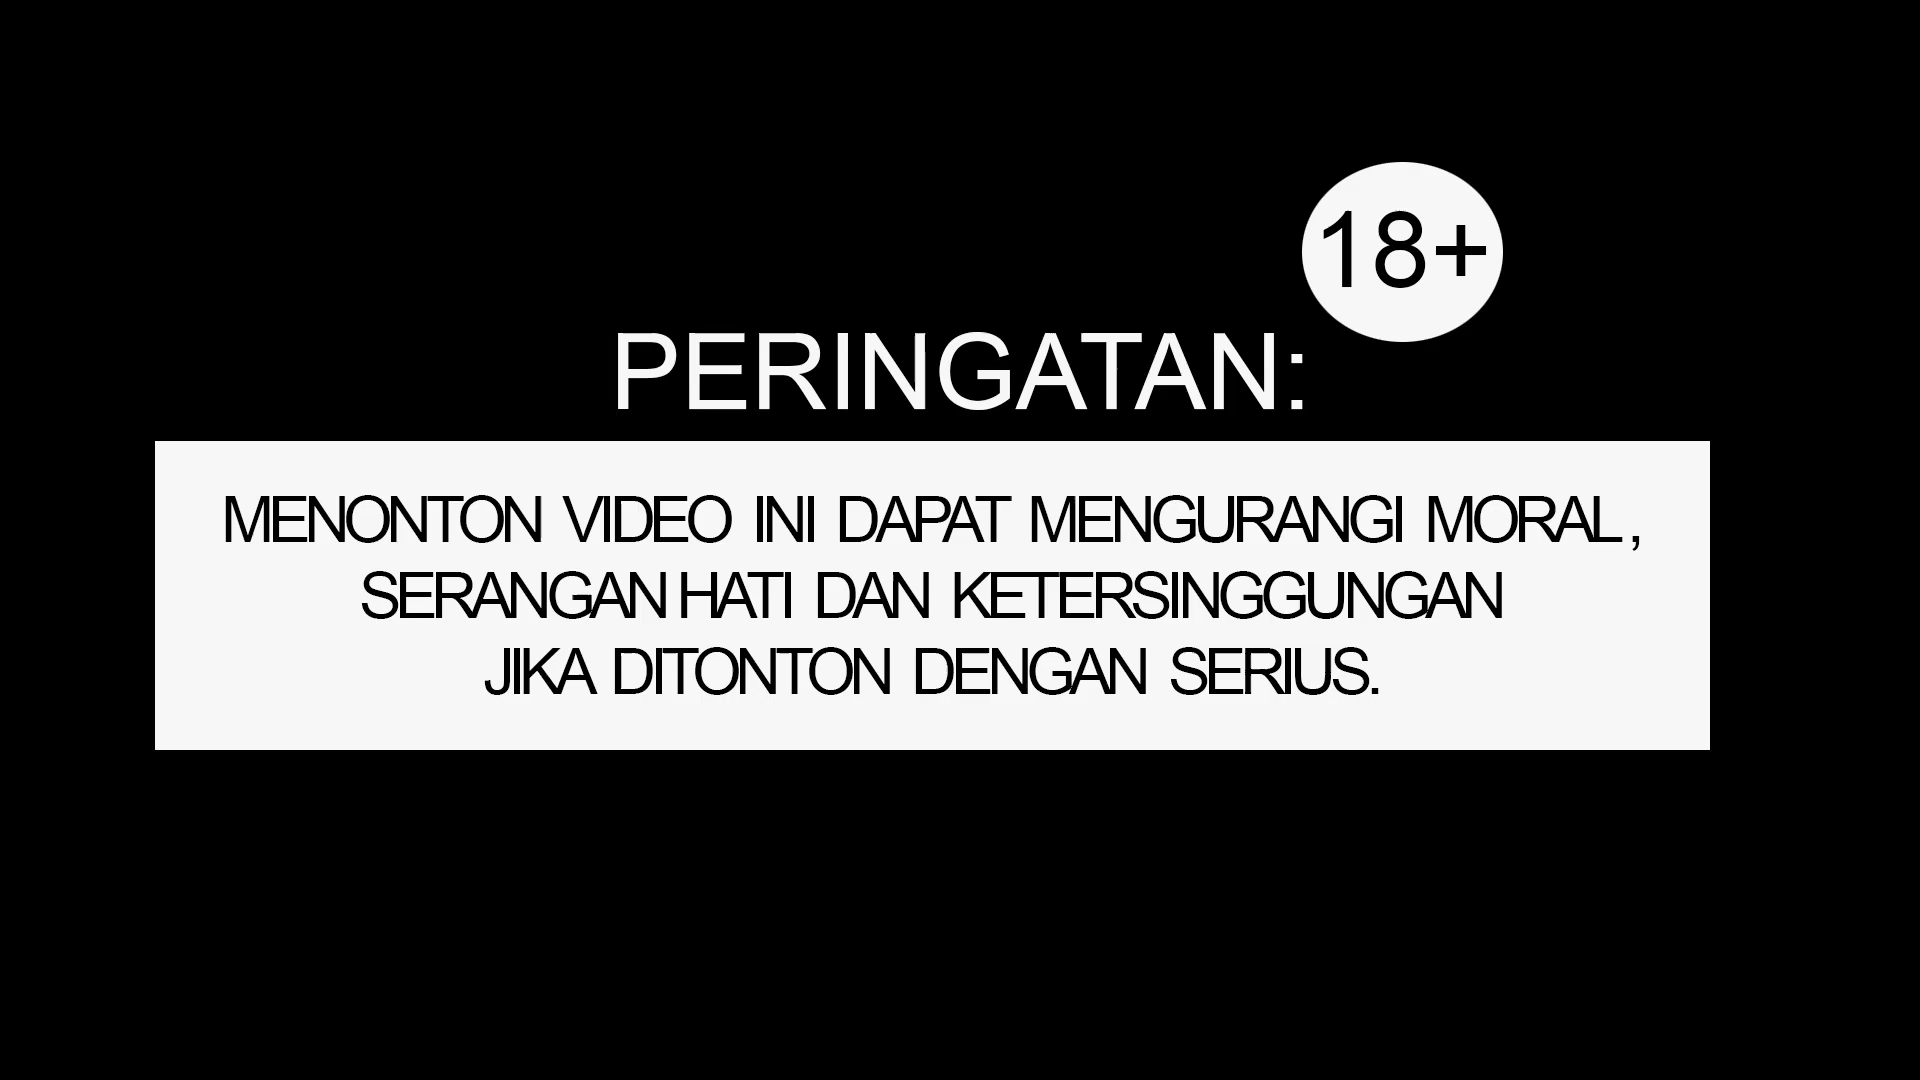 18+
PERINGATAN:
MENONTON VIDEO INI DAPAT MENGURANGI MORAL,
SERANGAN HATI DAN KETERSINGGUNGAN
JIKA DITONTON DENGAN SERIUS.